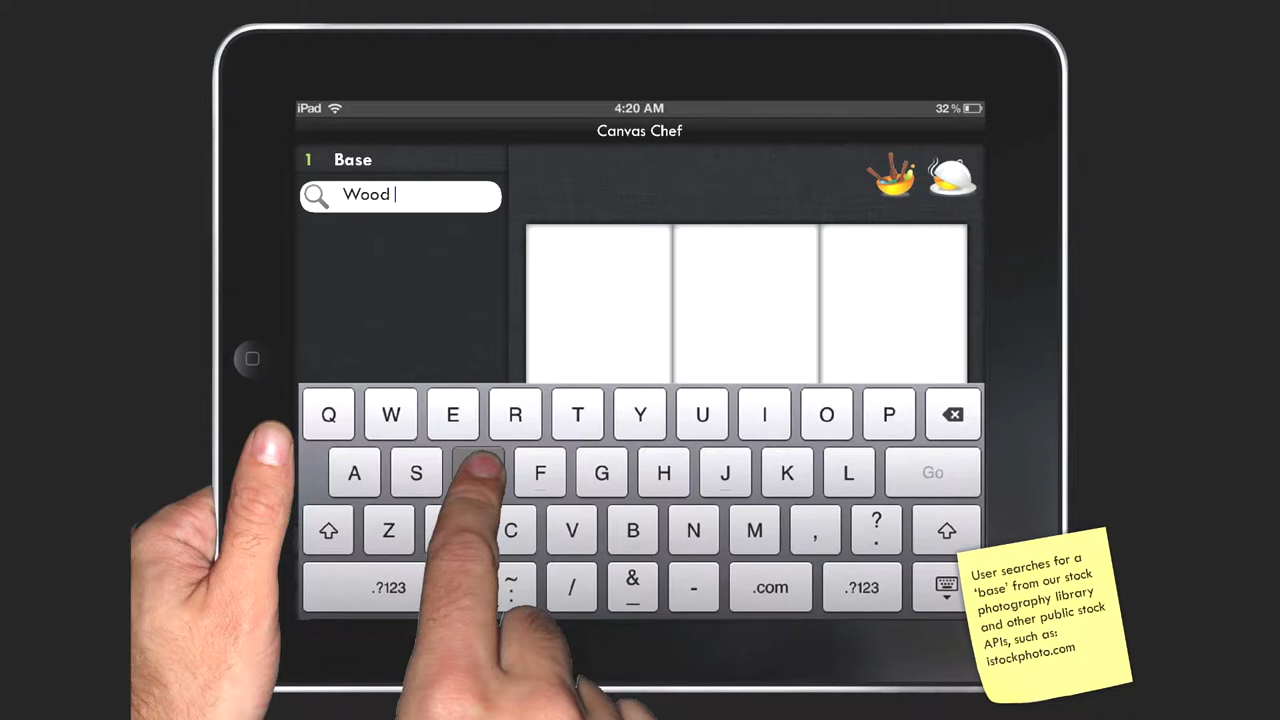 iPad
4:20 AM
32 %
Canvas Chef
1 Base
Wood
Q W E R T Y U I O P
A S F G H J K L Go
Z C V B N M , ? .
.?123 ~ : / & _ - .com .?123
User searches for a
‘base’ from our stock
photography library
and other public stock
APIs, such as:
istockphoto.com